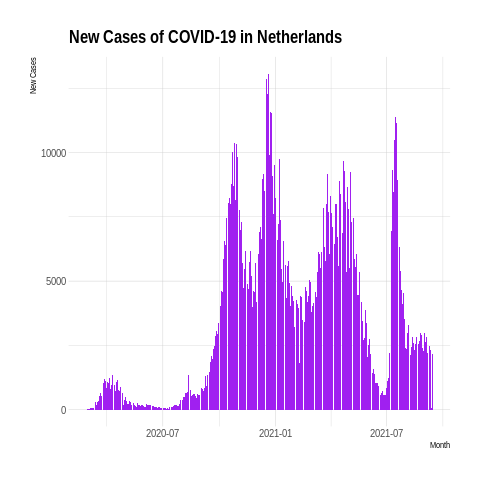 New Cases of COVID-19 in Netherlands
New Cases
10000
5000
0
2020-07
2021-01
2021-07
Month